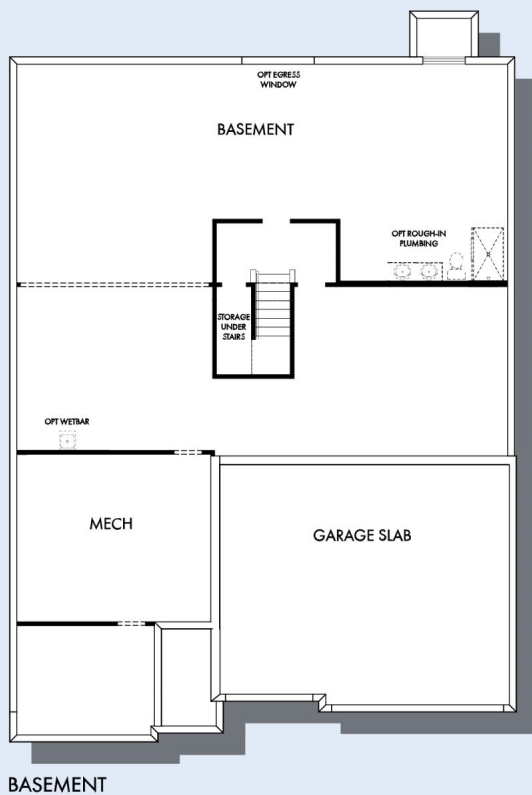 OPT EGRESS
WINDOW
BASEMENT
OPT ROUGH-IN
PLUMBING
STORAGE
UNDER
STAIRS
OPT WETBAR
MECH
GARAGE SLAB
BASEMENT